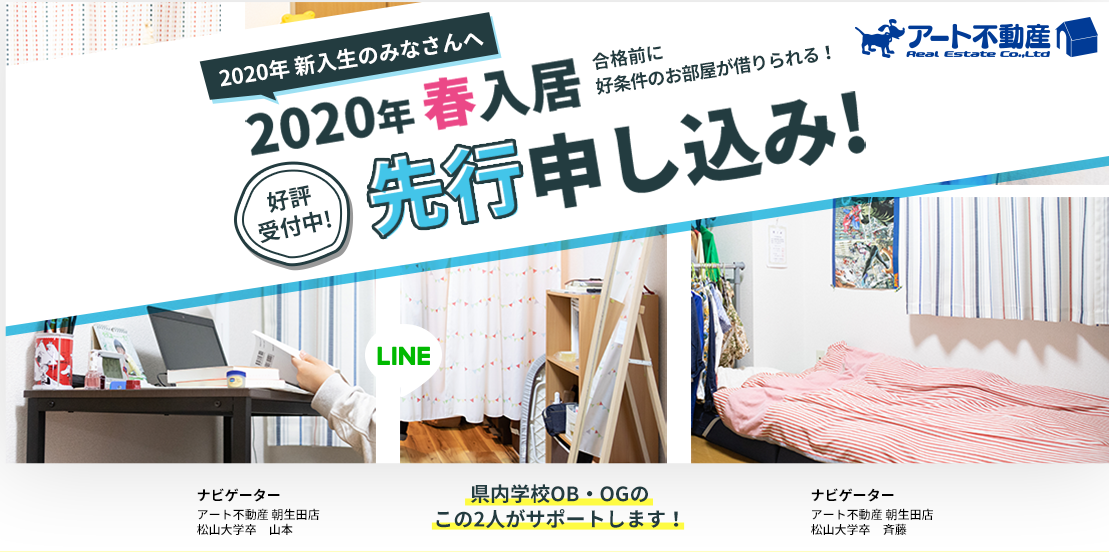 2020年 新入生のみなさんへ
合格前に
好条件のお部屋が借りられる！
アート不動産
Real Estate Co.,Ltd
2020年 春入居
先行申し込み!
好評
受付中!
LINE
ナビゲーター
アート不動産 朝生田店
松山大学卒　山本
県内学校OB・OGの
この2人がサポートします！
ナビゲーター
アート不動産 朝生田店
松山大学卒　斉藤